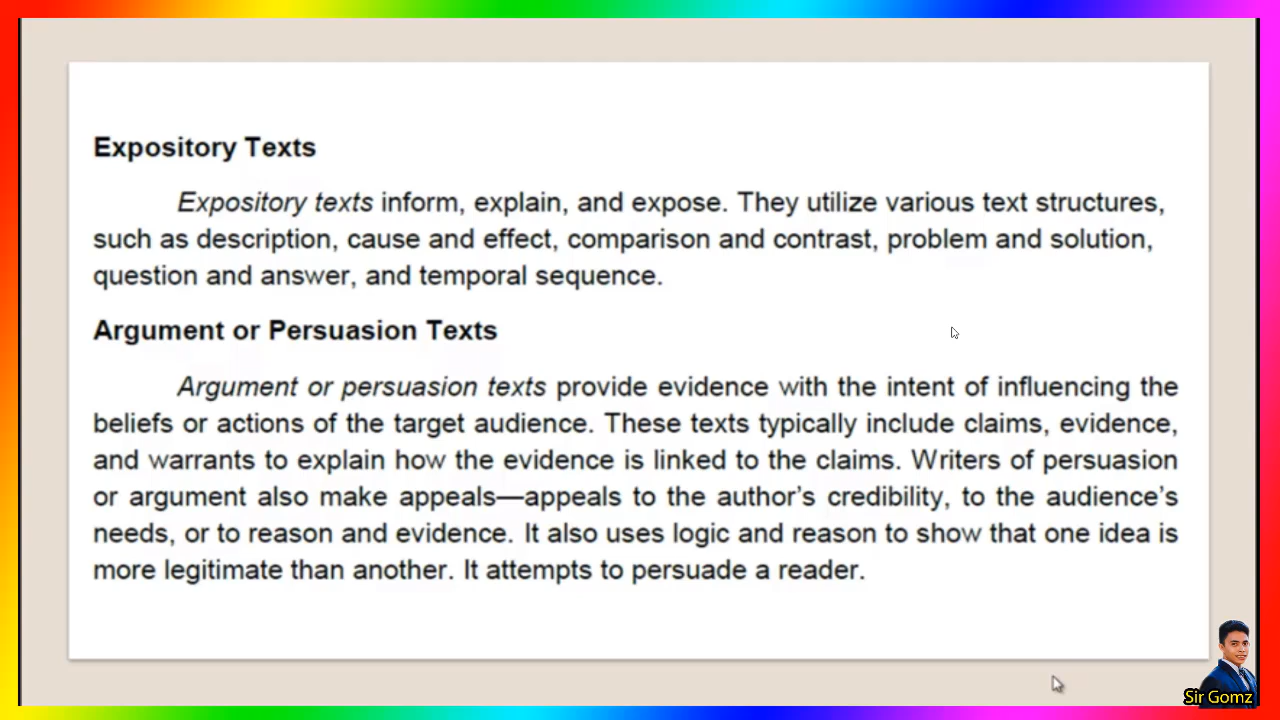 Expository Texts
Expository texts inform, explain, and expose. They utilize various text structures,
such as description, cause and effect, comparison and contrast, problem and solution,
question and answer, and temporal sequence.
Argument or Persuasion Texts
Argument or persuasion texts provide evidence with the intent of influencing the
beliefs or actions of the target audience. These texts typically include claims, evidence,
and warrants to explain how the evidence is linked to the claims. Writers of persuasion
or argument also make appeals—appeals to the author's credibility, to the audience's
needs, or to reason and evidence. It also uses logic and reason to show that one idea is
more legitimate than another. It attempts to persuade a reader.
Sir Gomz